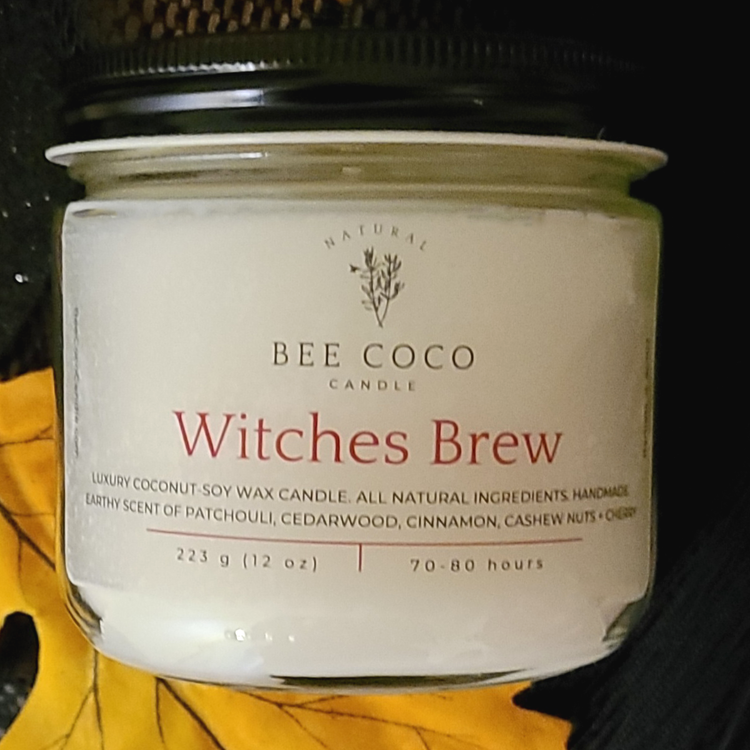 NATURAL
BEE COCO
CANDLE
Witches Brew
LUXURY COCONUT-SOY WAX CANDLE. ALL NATURAL INGREDIENTS. HANDMADE.
EARTHY SCENT OF PATCHOULI, CEDARWOOD, CINNAMON, CASHEW NUTS + CHERRY
223 g (12 oz) 70-80 hours